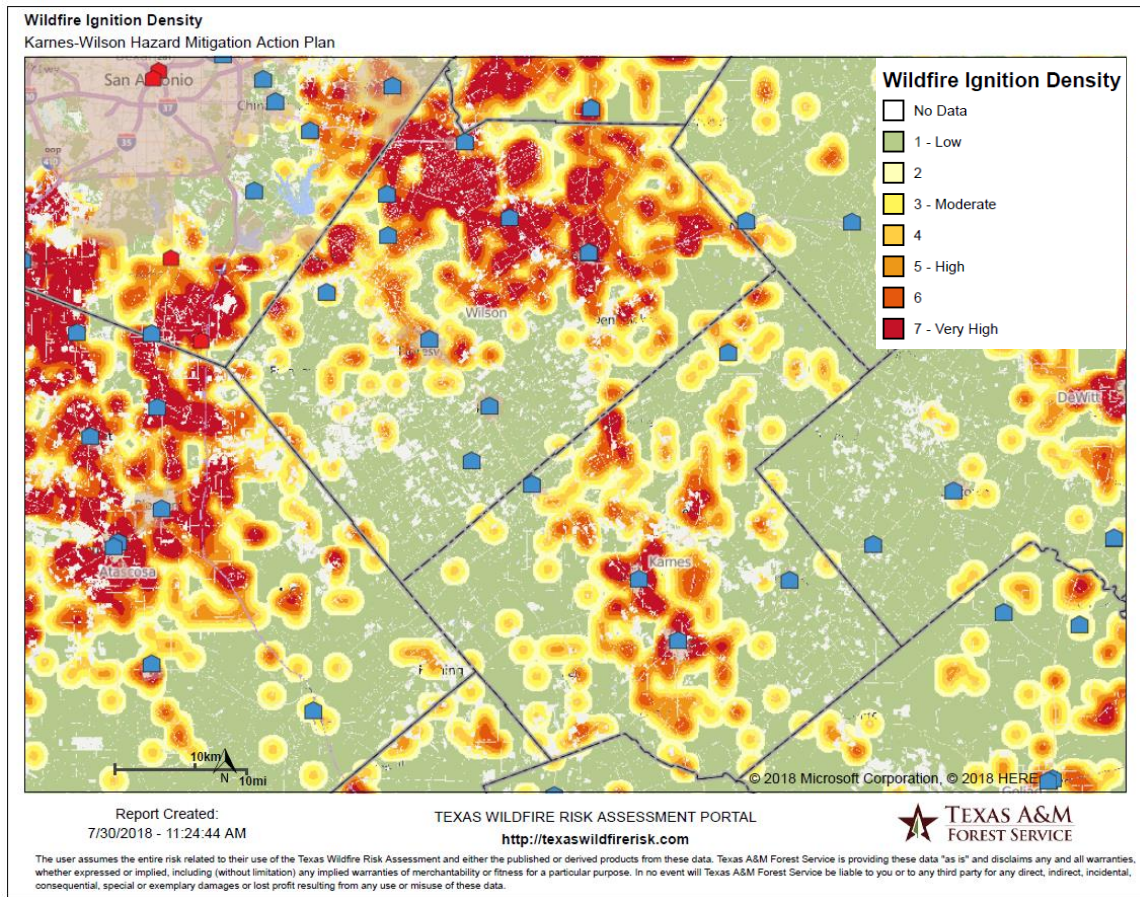 Wildfire Ignition Density
Karnes-Wilson Hazard Mitigation Action Plan
San Antonio
37
35
410
Wilson
Karnes
DeWitt
Atascosa
Wildfire Ignition Density
No Data
1 - Low
2
3 - Moderate
4
5 - High
6
7 - Very High
10km
10mi
N
© 2018 Microsoft Corporation, © 2018 HERE
Report Created:
7/30/2018 - 11:24:44 AM
TEXAS WILDFIRE RISK ASSESSMENT PORTAL
http://texaswildfirerisk.com
TEXAS A&M
FOREST SERVICE
The user assumes the entire risk related to their use of the Texas Wildfire Risk Assessment and either the published or derived products from these data. Texas A&M Forest Service is providing these data "as is" and disclaims any and all warranties,
whether expressed or implied, including (without limitation) any implied warranties of merchantability or fitness for a particular purpose. In no event will Texas A&M Forest Service be liable to you or to any third party for any direct, indirect, incidental,
consequential, special or exemplary damages or lost profit resulting from any use or misuse of these data.